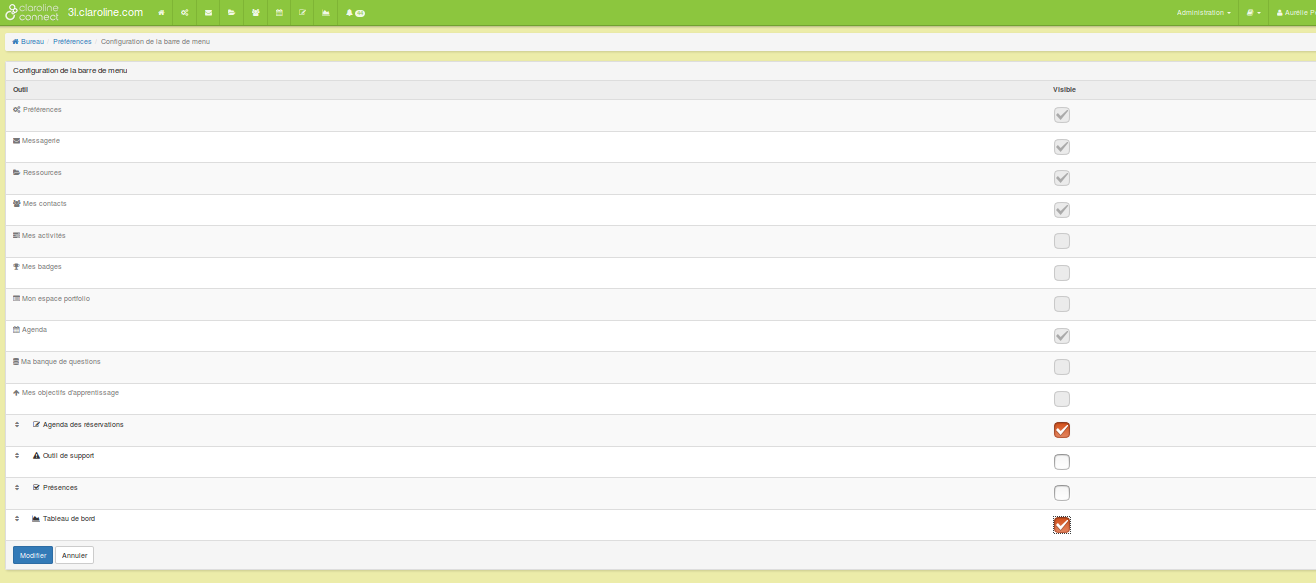 claroline
connect
3l.claroline.com
Administration
Aurélie P
Bureau / Préférences / Configuration de la barre de menu
Configuration de la barre de menu
Outil Visible
Préférences
Messagerie
Ressources
Mes contacts
Mes activités
Mes badges
Mon espace portfolio
Agenda
Ma banque de questions
Mes objectifs d'apprentissage
Agenda des réservations
Outil de support
Présences
Tableau de bord
Modifier Annuler